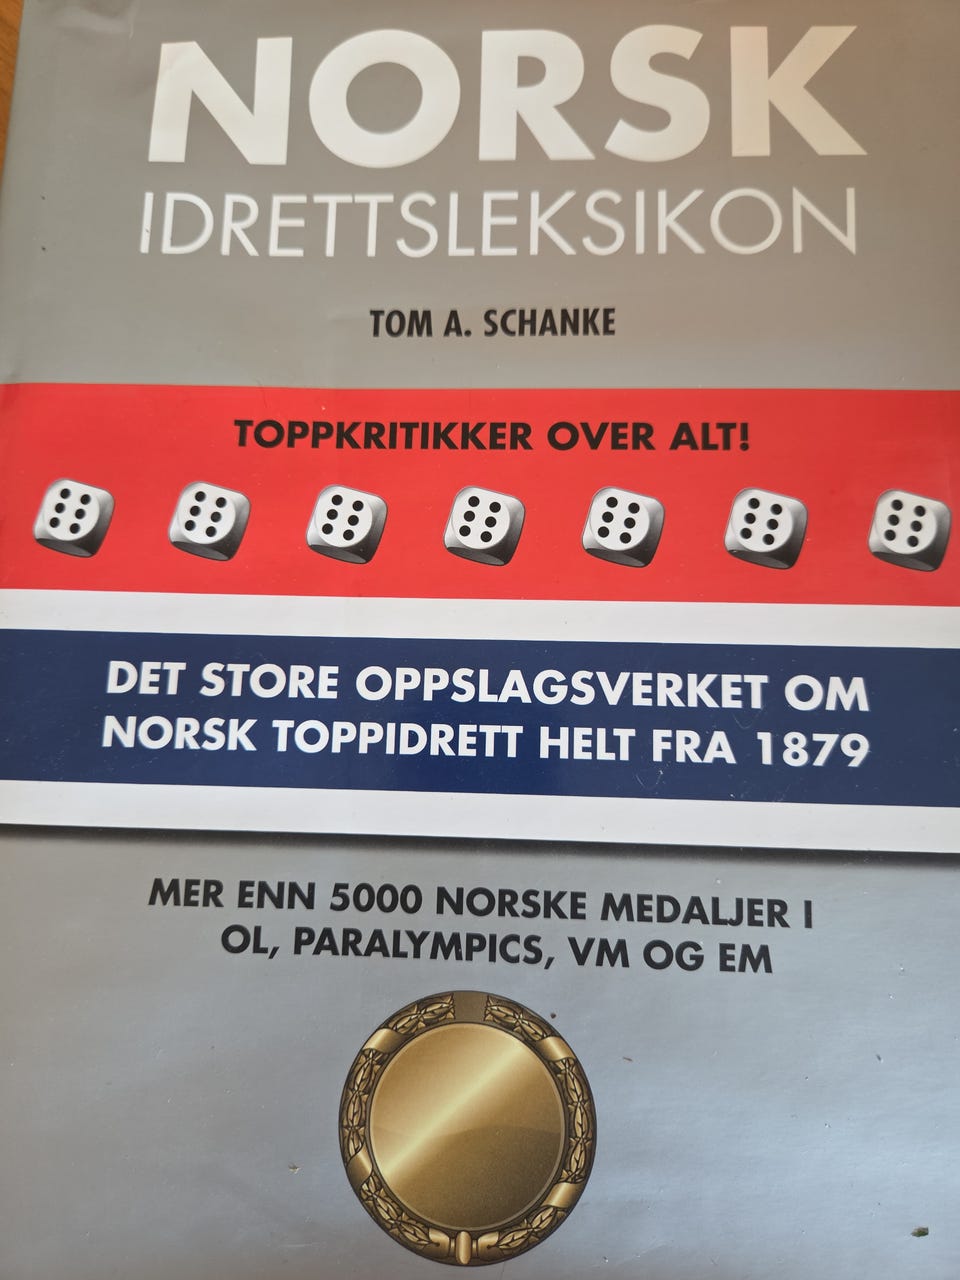 NORSK
IDRETTSLEKSIKON
TOM A. SCHANKE
TOPPKRITIKKER OVER ALT!
DET STORE OPPSLAGSVERKET OM
NORSK TOPPIDRETT HELT FRA 1879
MER ENN 5000 NORSKE MEDALJER I
OL, PARALYMPICS, VM OG EM